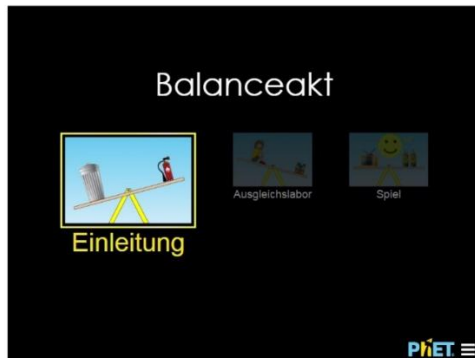 Balanceakt
Einleitung
Ausgleichslabor
Spiel
PhET